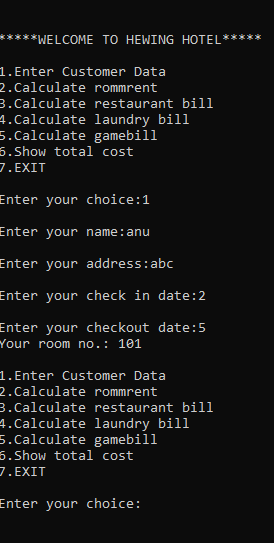 *****WELCOME TO HEWING HOTEL*****
1.Enter Customer Data
2.Calculate rommrent
3.Calculate restaurant bill
4.Calculate laundry bill
5.Calculate gamebill
6.Show total cost
7.EXIT
Enter your choice:1
Enter your name:anu
Enter your address:abc
Enter your check in date:2
Enter your checkout date:5
Your room no.: 101
1.Enter Customer Data
2.Calculate rommrent
3.Calculate restaurant bill
4.Calculate laundry bill
5.Calculate gamebill
6.Show total cost
7.EXIT
Enter your choice: